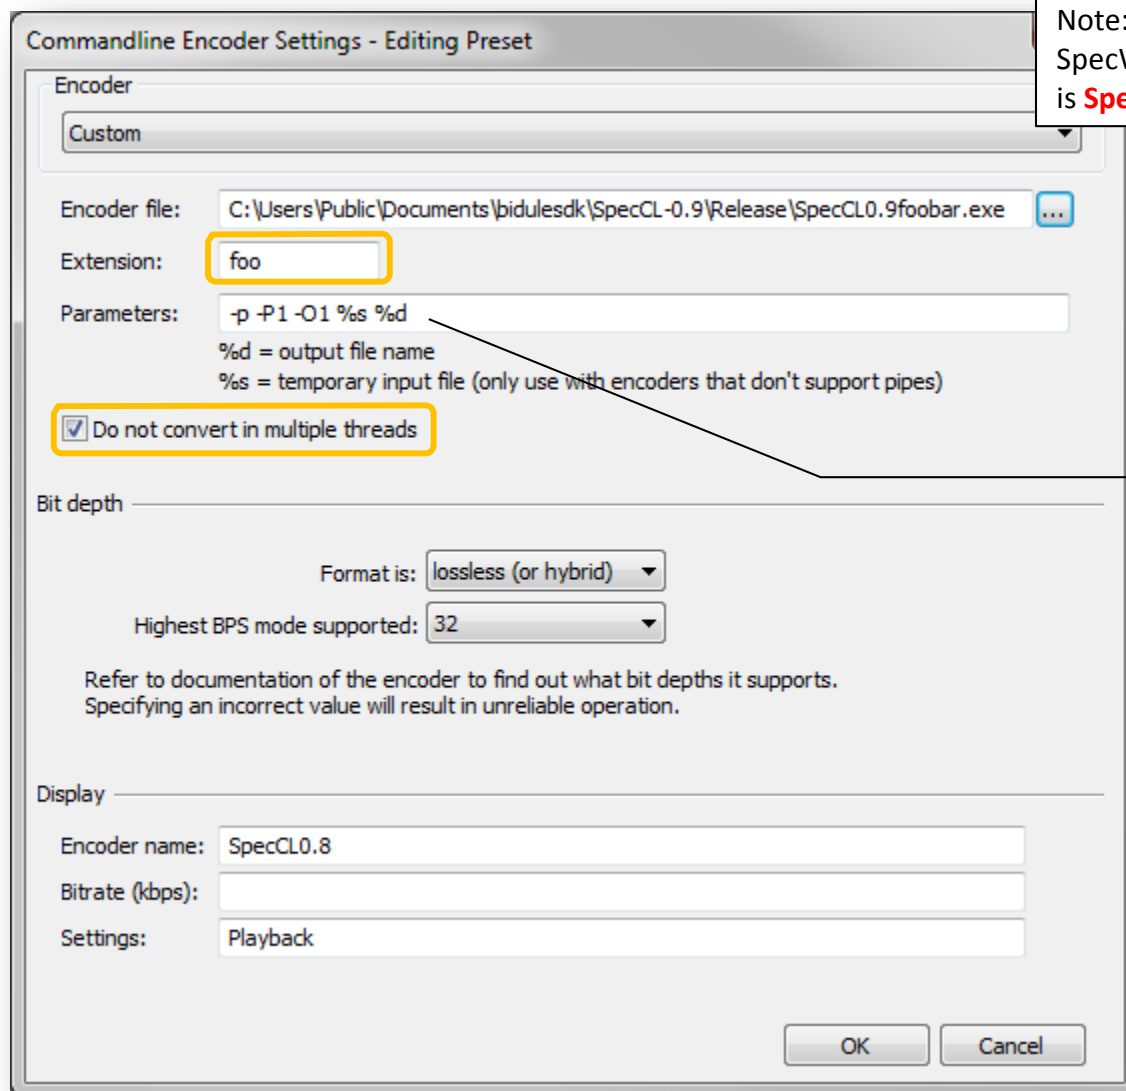 Note:
is
Commandline Encoder Settings - Editing Preset
Encoder
Custom
Encoder file: C:\Users\Public\Documents\bidulesdk\SpecCL-0.9\Release\SpecCL0.9foobar.exe ...
Extension: foo
Parameters: -p -P1 -O1 %s %d
%d = output file name
%s = temporary input file (only use with encoders that don't support pipes)
Do not convert in multiple threads
Bit depth
Format is: lossless (or hybrid)
Highest BPS mode supported: 32
Refer to documentation of the encoder to find out what bit depths it supports.
Specifying an incorrect value will result in unreliable operation.
Display
Encoder name: SpecCL0.8
Bitrate (kbps):
Settings: Playback
OK Cancel